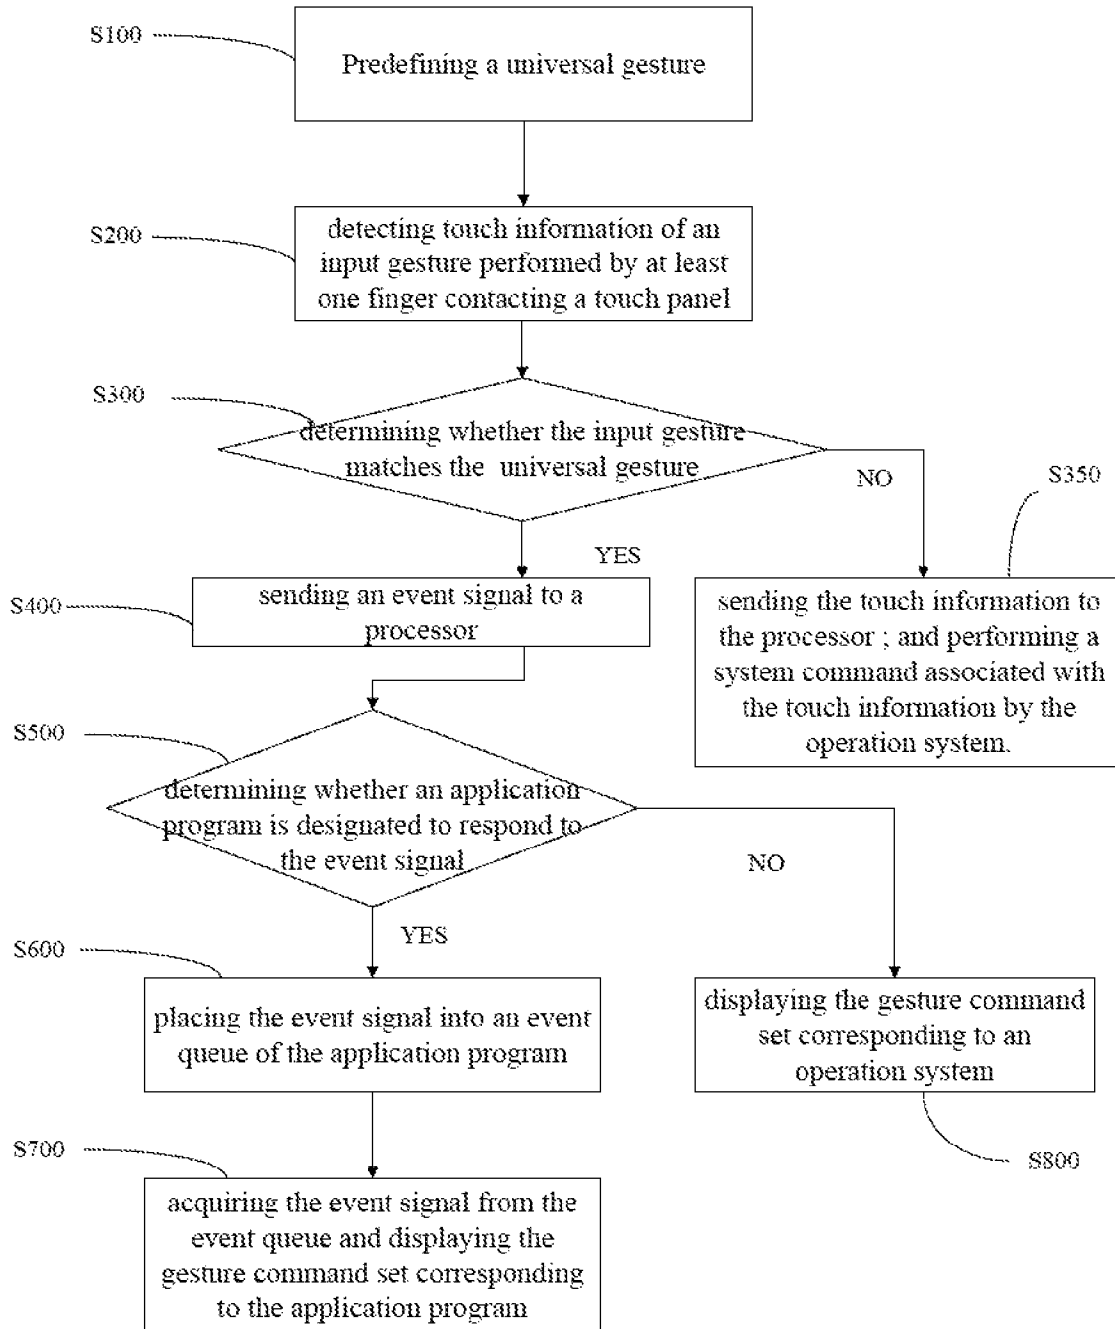 S100
Predefining a universal gesture
S200
detecting touch information of an
input gesture performed by at least
one finger contacting a touch panel
S300
determining whether the input gesture
matches the universal gesture
NO
S350
YES
S400
sending an event signal to a
processor
sending the touch information to
the processor ; and performing a
system command associated with
the touch information by the
operation system.
S500
determining whether an application
program is designated to respond to
the event signal
NO
YES
S600
placing the event signal into an event
queue of the application program
displaying the gesture command
set corresponding to an
operation system
S700
S800
acquiring the event signal from the
event queue and displaying the
gesture command set corresponding
to the application program